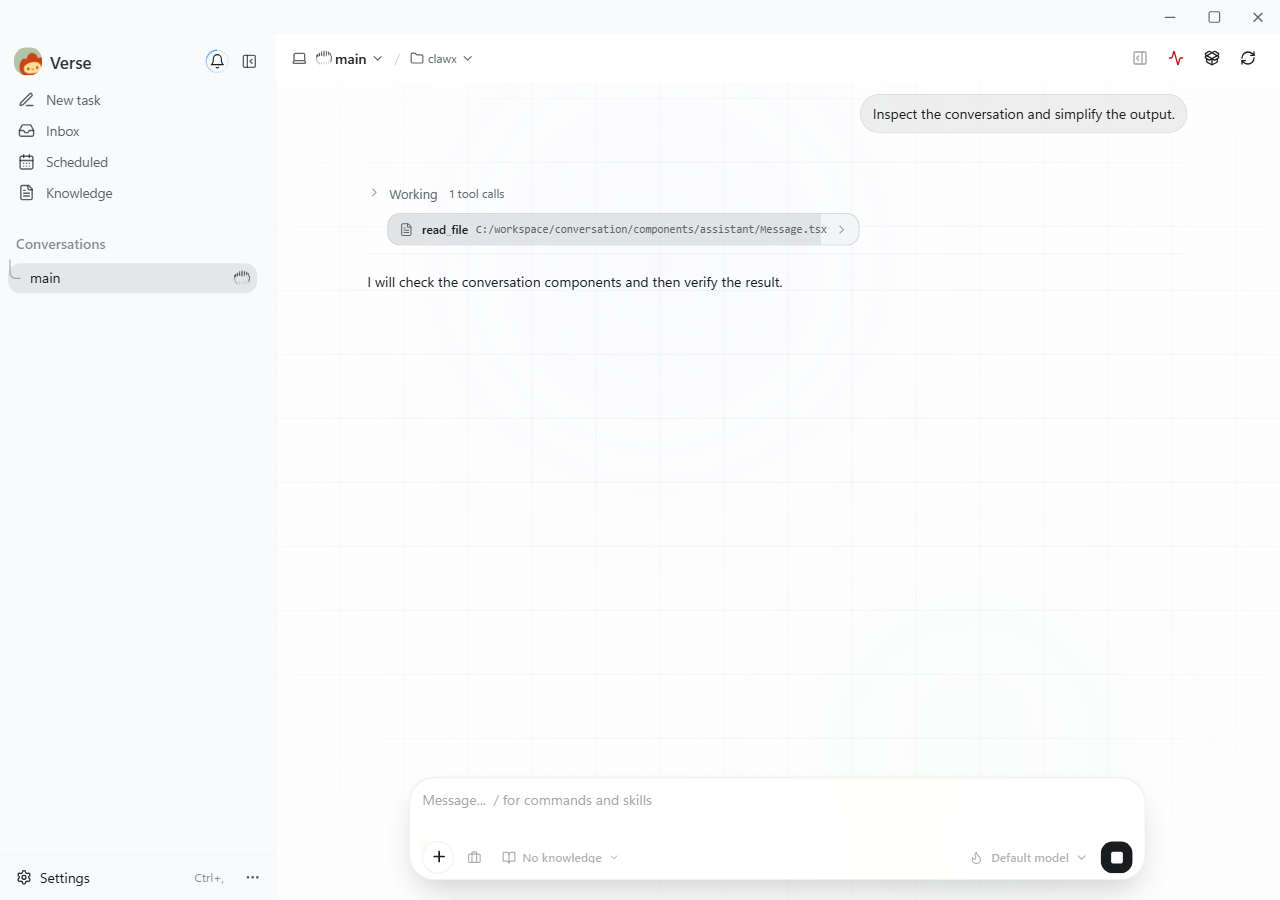 Verse
New task
Inbox
Scheduled
Knowledge
Conversations
main
Settings
Ctrl+,
main / clawx
Inspect the conversation and simplify the output.
Working 1 tool calls
read_file C:/workspace/conversation/components/assistant/Message.tsx
I will check the conversation components and then verify the result.
Message... / for commands and skills
No knowledge
Default model